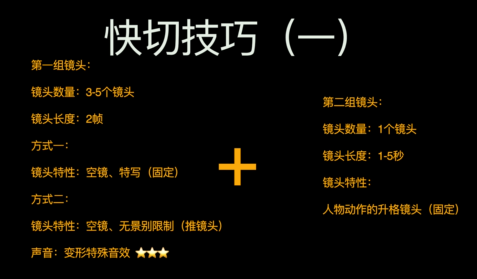 快切技巧（一）
第一组镜头：
镜头数量：3-5个镜头
镜头长度：2帧
方式一：
镜头特性：空镜、特写（固定）
方式二：
镜头特性：空镜、无景别限制（推镜头）
声音：变形特殊音效 ⭐⭐⭐
+
第二组镜头：
镜头数量：1个镜头
镜头长度：1-5秒
镜头特性：
人物动作的升格镜头（固定）